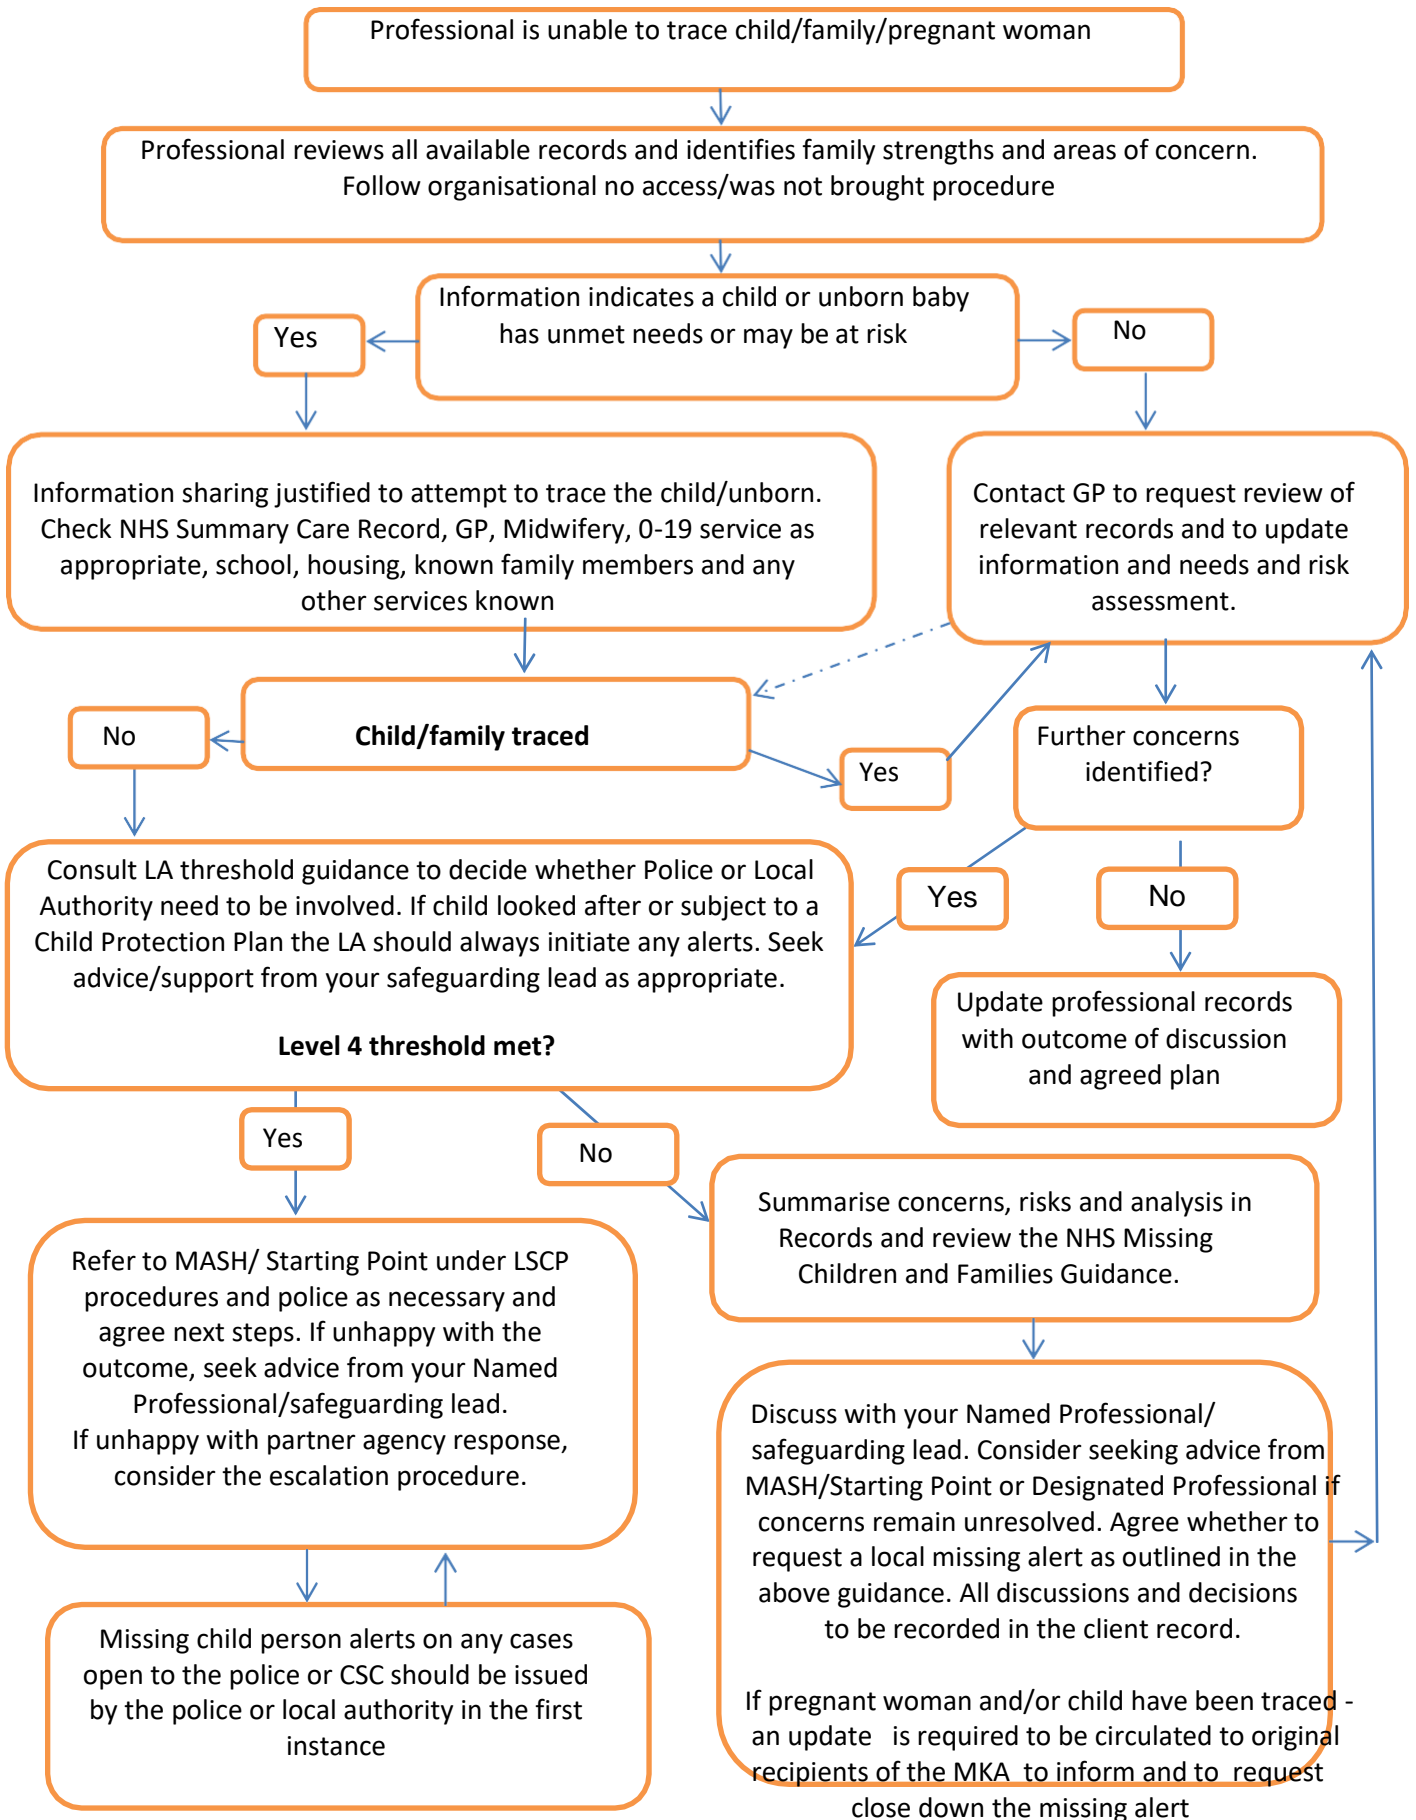 Professional is unable to trace child/family/pregnant woman
Professional reviews all available records and identifies family strengths and areas of concern.
Follow organisational no access/was not brought procedure
Information indicates a child or unborn baby
has unmet needs or may be at risk
Yes
No
Information sharing justified to attempt to trace the child/unborn.
Check NHS Summary Care Record, GP, Midwifery, 0-19 service as
appropriate, school, housing, known family members and any
other services known
Contact GP to request review of
relevant records and to update
information and needs and risk
assessment.
Child/family traced
No
Yes
Further concerns
identified?
Yes
No
Consult LA threshold guidance to decide whether Police or Local
Authority need to be involved. If child looked after or subject to a
Child Protection Plan the LA should always initiate any alerts. Seek
advice/support from your safeguarding lead as appropriate.
Level 4 threshold met?
Update professional records
with outcome of discussion
and agreed plan
Yes
No
Refer to MASH/ Starting Point under LSCP
procedures and police as necessary and
agree next steps. If unhappy with the
outcome, seek advice from your Named
Professional/safeguarding lead.
If unhappy with partner agency response,
consider the escalation procedure.
Summarise concerns, risks and analysis in
Records and review the NHS Missing
Children and Families Guidance.
Discuss with your Named Professional/
safeguarding lead. Consider seeking advice from
MASH/Starting Point or Designated Professional if
concerns remain unresolved. Agree whether to
request a local missing alert as outlined in the
above guidance. All discussions and decisions
to be recorded in the client record.
If pregnant woman and/or child have been traced -
an update is required to be circulated to original
recipients of the MKA to inform and to request
close down the missing alert
Missing child person alerts on any cases
open to the police or CSC should be issued
by the police or local authority in the first
instance